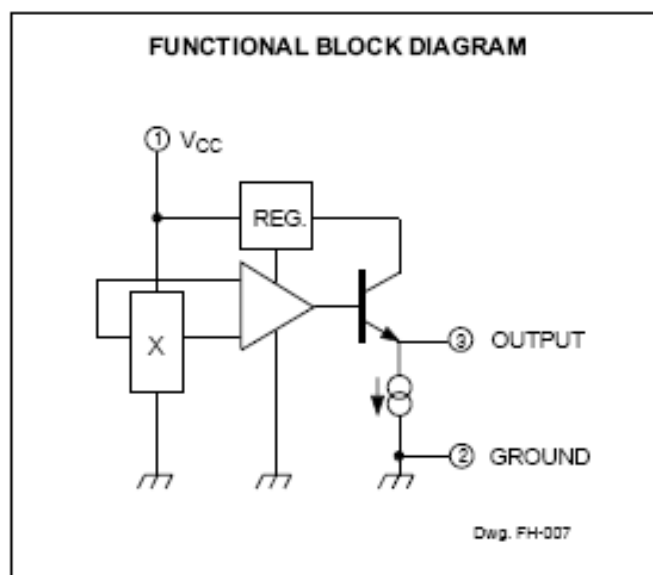 FUNCTIONAL BLOCK DIAGRAM
1 VCC
REG.
X
3 OUTPUT
2 GROUND
Dwg. FH-007